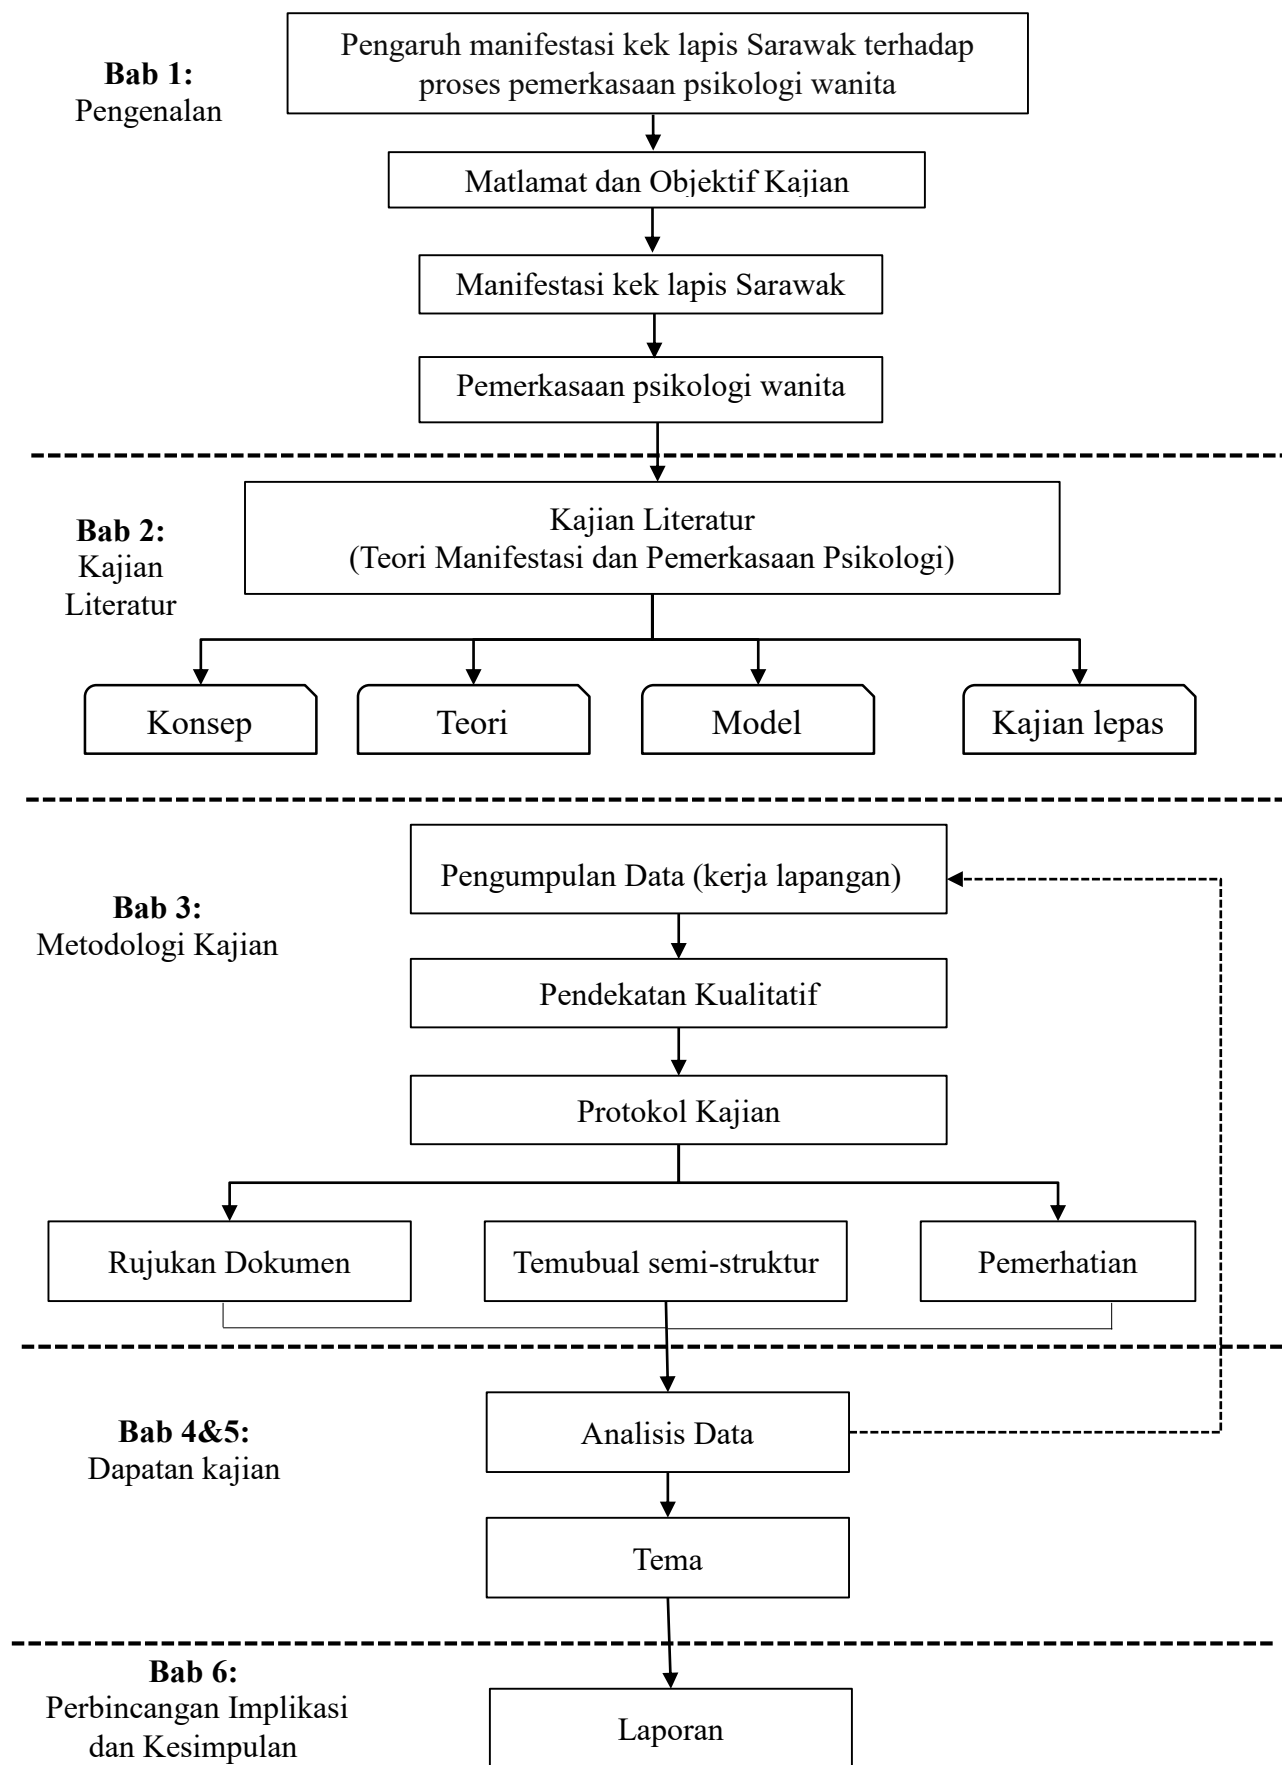 Pengaruh manifestasi kek lapis Sarawak terhadap
proses pemerkasaan psikologi wanita
Bab 1:
Pengenalan
Matlamat dan Objektif Kajian
Manifestasi kek lapis Sarawak
Pemerkasaan psikologi wanita
Bab 2:
Kajian
Literatur
Kajian Literatur
(Teori Manifestasi dan Pemerkasaan Psikologi)
Konsep
Teori
Model
Kajian lepas
Bab 3:
Metodologi Kajian
Pengumpulan Data (kerja lapangan)
Pendekatan Kualitatif
Protokol Kajian
Rujukan Dokumen
Temubual semi-struktur
Pemerhatian
Bab 4&5:
Dapatan kajian
Analisis Data
Tema
Bab 6:
Perbincangan Implikasi
dan Kesimpulan
Laporan